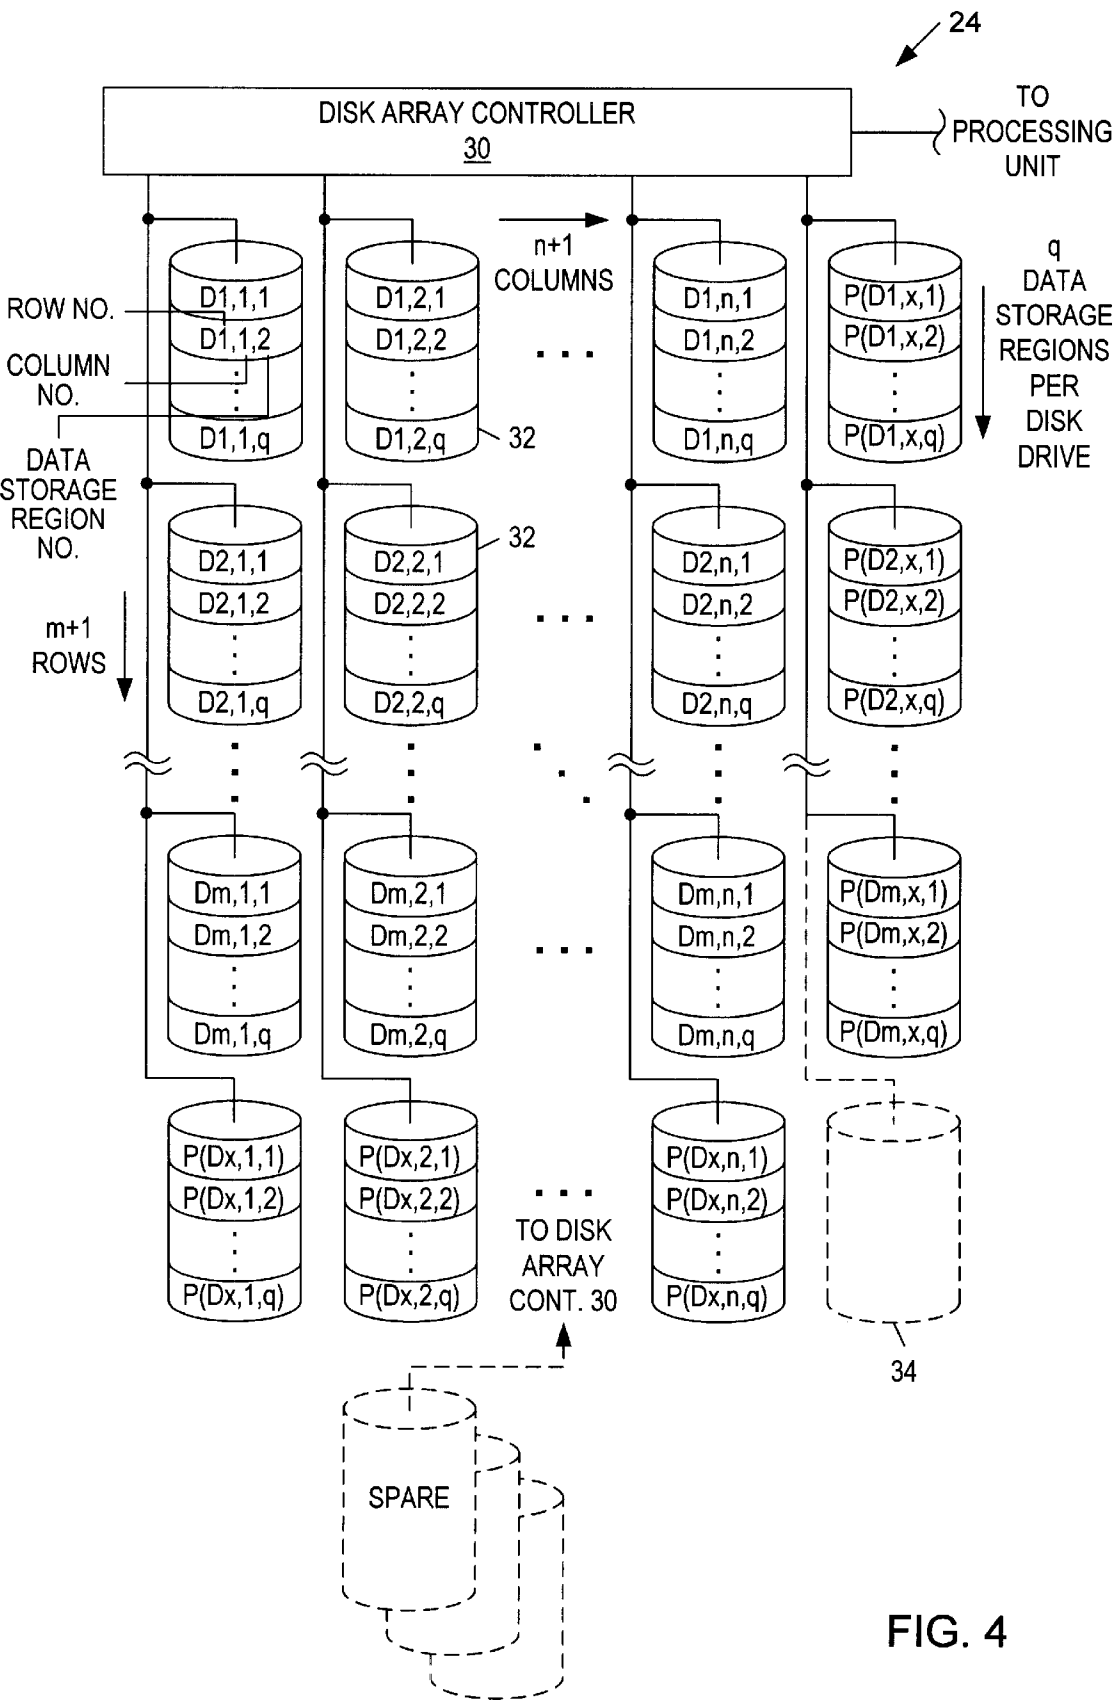 24
DISK ARRAY CONTROLLER
30
TO
PROCESSING
UNIT
n+1
COLUMNS
q
DATA
STORAGE
REGIONS
PER
DISK
DRIVE
ROW NO.
COLUMN
NO.
DATA
STORAGE
REGION
NO.
D1,1,1
D1,1,2
D1,1,q
D1,2,1
D1,2,2
D1,2,q
32
D1,n,1
D1,n,2
D1,n,q
P(D1,x,1)
P(D1,x,2)
P(D1,x,q)
m+1
ROWS
D2,1,1
D2,1,2
D2,1,q
D2,2,1
D2,2,2
D2,2,q
32
D2,n,1
D2,n,2
D2,n,q
P(D2,x,1)
P(D2,x,2)
P(D2,x,q)
Dm,1,1
Dm,1,2
Dm,1,q
Dm,2,1
Dm,2,2
Dm,2,q
Dm,n,1
Dm,n,2
Dm,n,q
P(Dm,x,1)
P(Dm,x,2)
P(Dm,x,q)
P(Dx,1,1)
P(Dx,1,2)
P(Dx,1,q)
P(Dx,2,1)
P(Dx,2,2)
P(Dx,2,q)
TO DISK
ARRAY
CONT. 30
P(Dx,n,1)
P(Dx,n,2)
P(Dx,n,q)
34
SPARE
FIG. 4